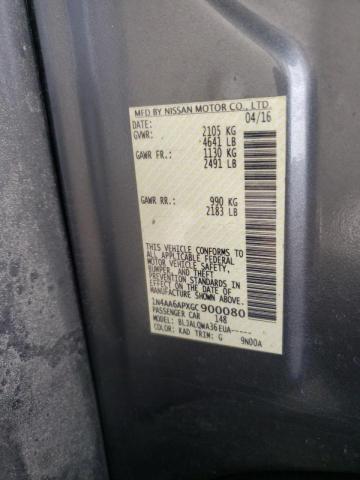 MFD BY NISSAN MOTOR CO., LTD.
DATE: 04/16
GVWR: 2105 KG
4641 LB
GAWR FR.: 1130 KG
2491 LB
GAWR RR.: 990 KG
2183 LB
THIS VEHICLE CONFORMS TO
ALL APPLICABLE FEDERAL
MOTOR VEHICLE SAFETY,
BUMPER, AND THEFT
PREVENTION STANDARDS
IN EFFECT ON THE DATE OF
MANUFACTURE SHOWN ABOVE.
1N4AA6APXGC900080
PASSENGER CAR 148
MODEL: BLJALQWA36EUA-----
COLOR: KAD TRIM: G 9N00A